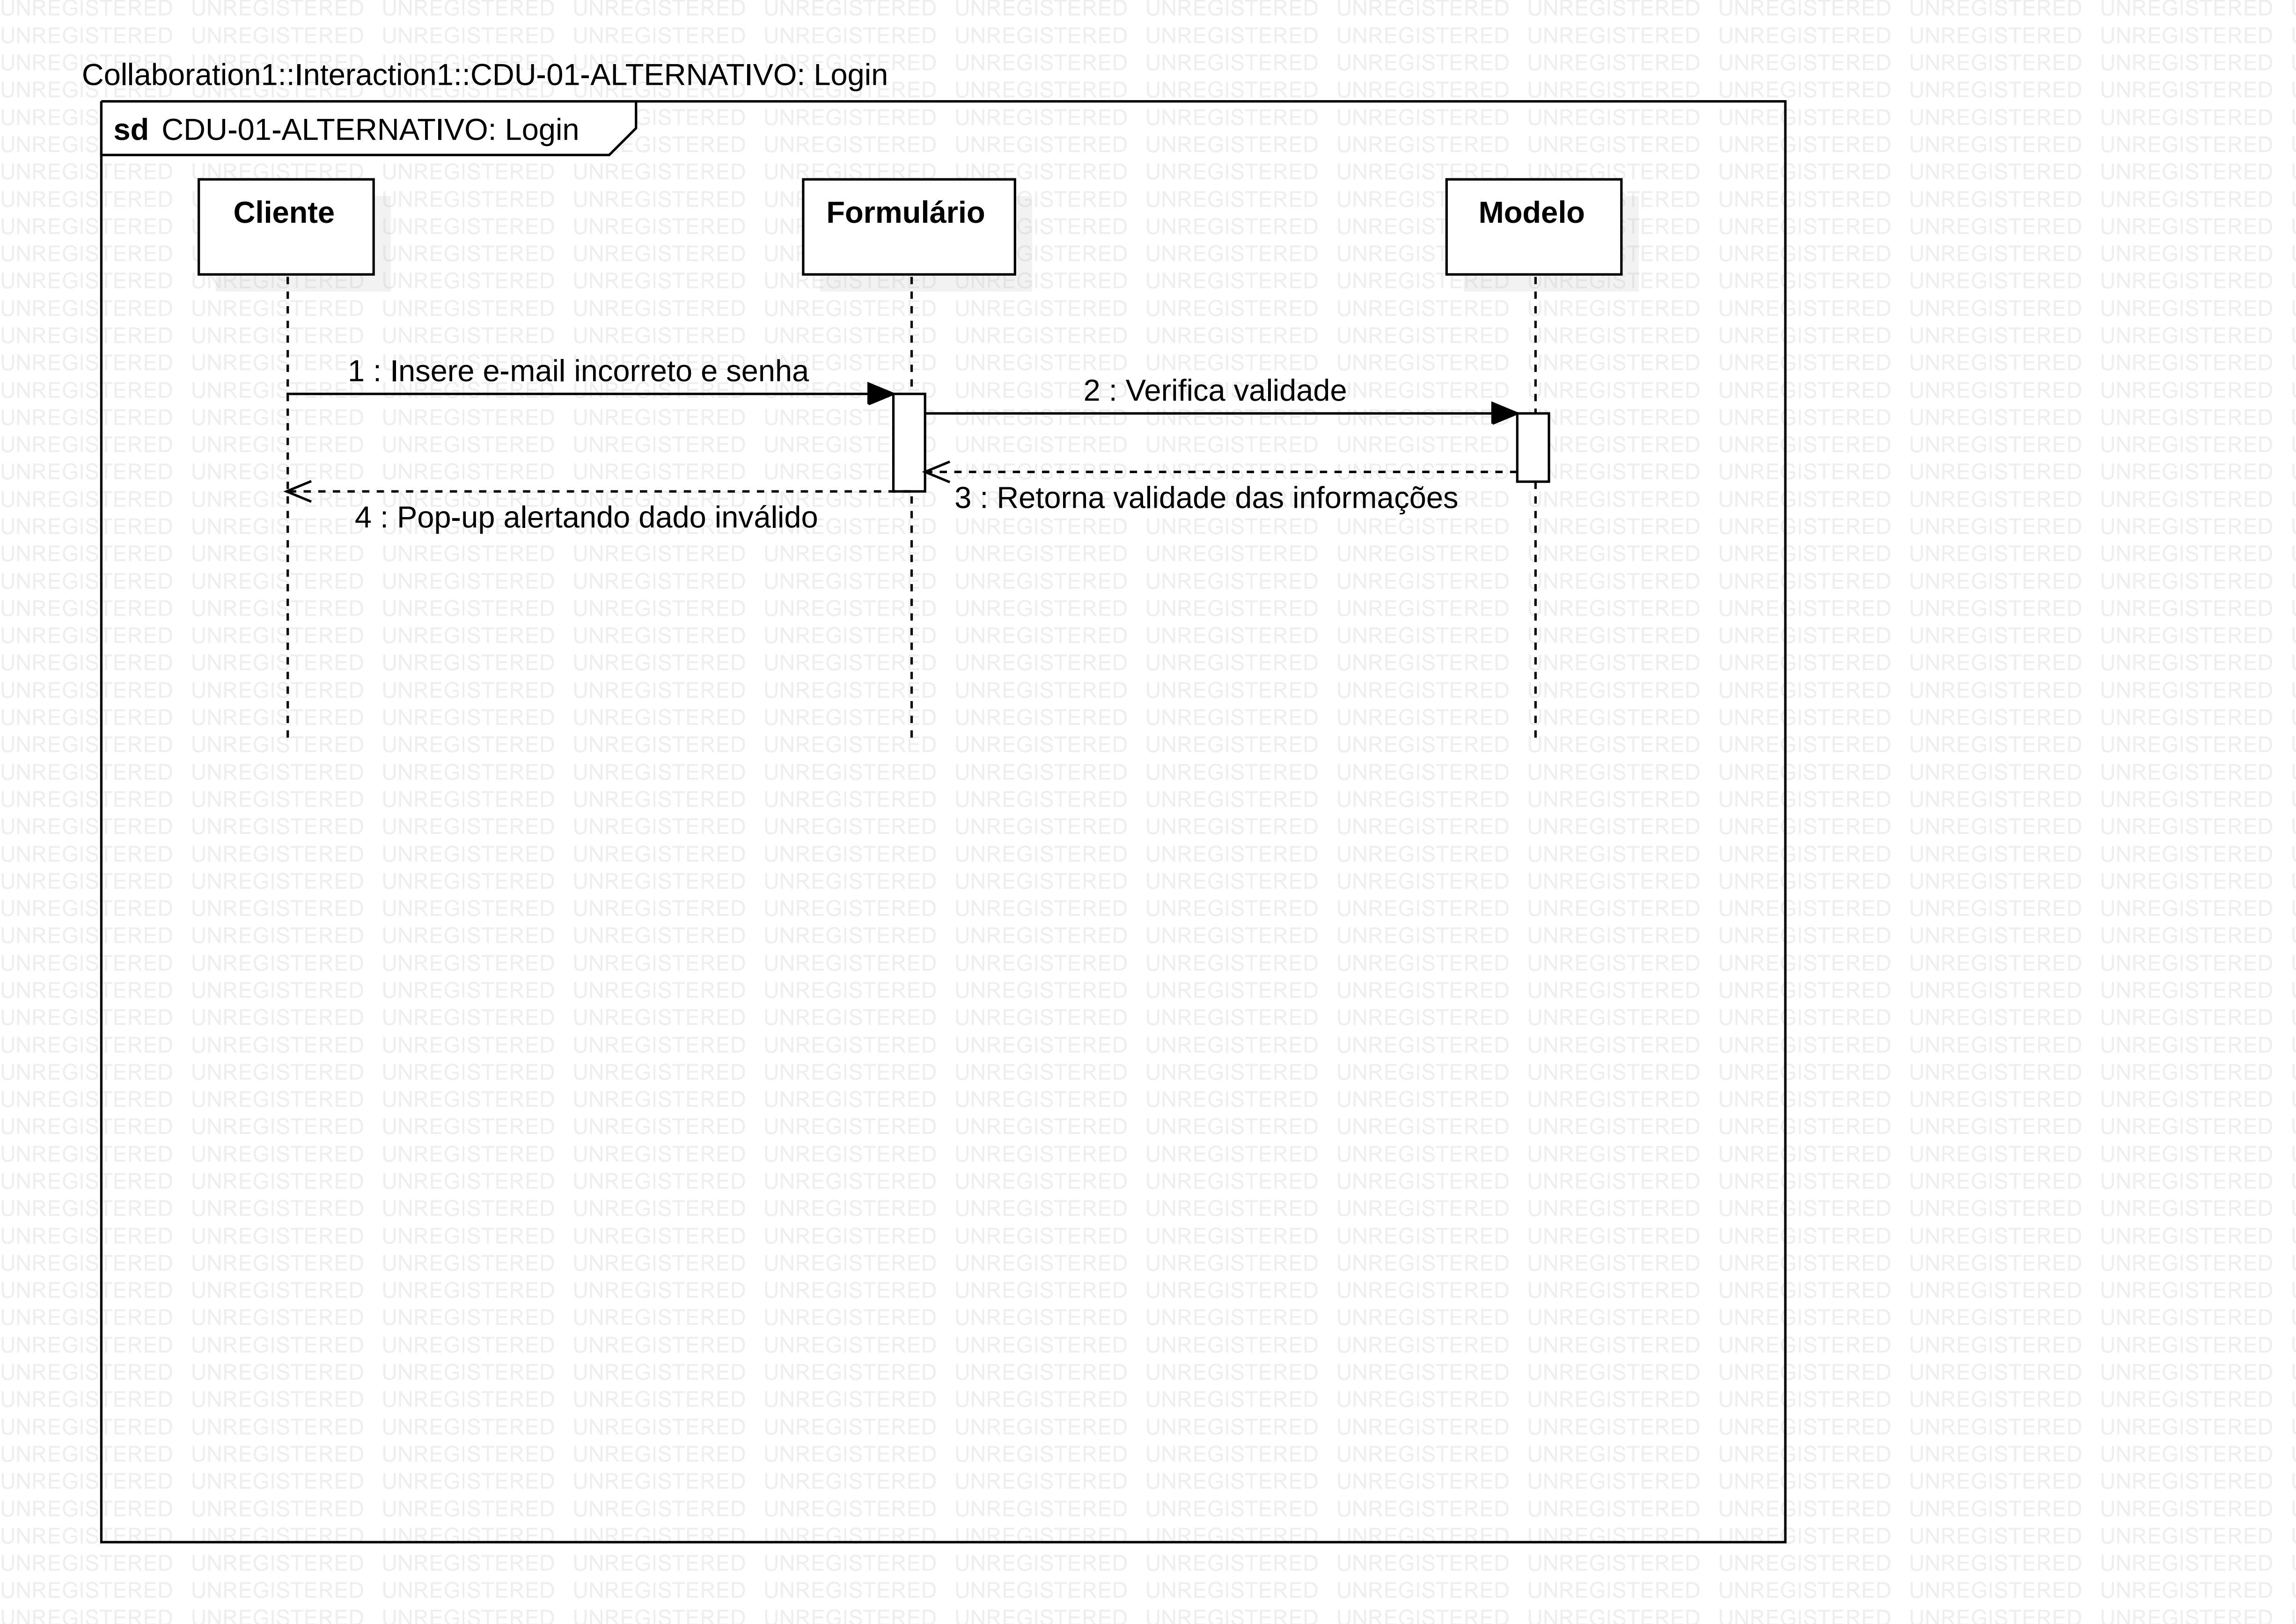 Collaboration1::Interaction1::CDU-01-ALTERNATIVO: Login
sd CDU-01-ALTERNATIVO: Login
Cliente
Formulário
Modelo
1 : Insere e-mail incorreto e senha
2 : Verifica validade
3 : Retorna validade das informações
4 : Pop-up alertando dado inválido
UNREGISTERED